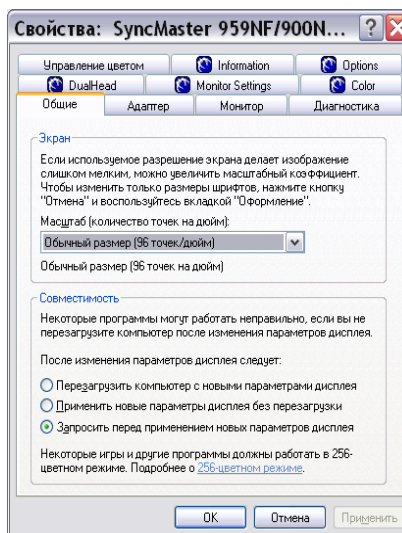 Свойства: SyncMaster 959NF/900N...
Управление цветом
Information
Options
DualHead
Monitor Settings
Color
Общие
Адаптер
Монитор
Диагностика
Экран
Если используемое разрешение экрана делает изображение
слишком мелким, можно увеличить масштабный коэффициент.
Чтобы изменить только размеры шрифтов, нажмите кнопку
"Отмена" и воспользуйтесь вкладкой "Оформление".
Масштаб (количество точек на дюйм):
Обычный размер (96 точек/дюйм)
Обычный размер (96 точек на дюйм)
Совместимость
Некоторые программы могут работать неправильно, если вы не
перезагрузите компьютер после изменения параметров дисплея.
После изменения параметров дисплея следует:
Перезагрузить компьютер с новыми параметрами дисплея
Применить новые параметры дисплея без перезагрузки
Запросить перед применением новых параметров дисплея
Некоторые игры и другие программы должны работать в 256-
цветном режиме. Подробнее о 256-цветном режиме.
OK
Отмена
Применить